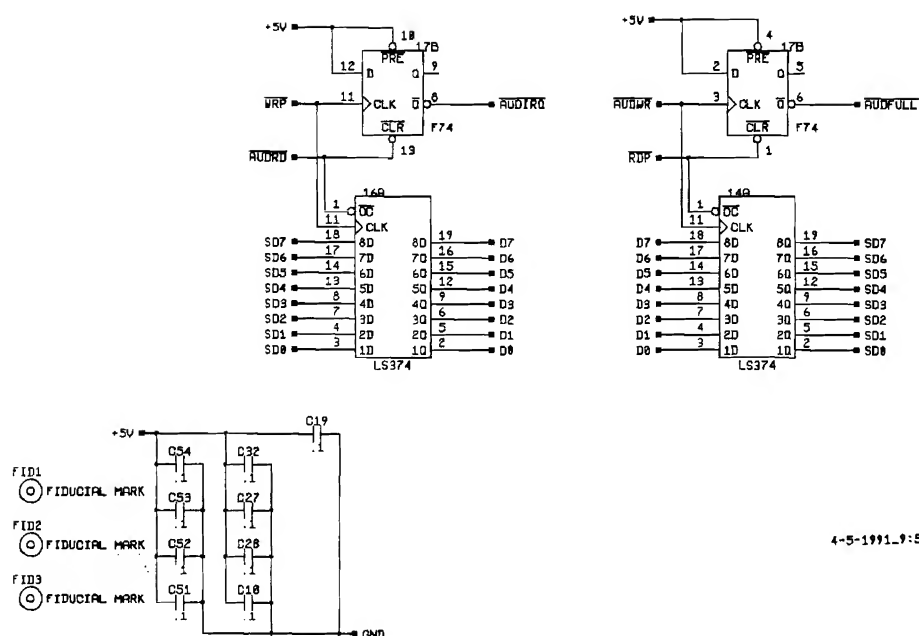 +5V 10 17B
PRE
12 D Q 9
WRP 11 CLK Q 8 AUDIRQ
CLR F74
AUDRD 13
16B
1 OC
11 CLK
SD7 18 8D 8Q 19 D7
SD6 17 7D 7Q 16 D6
SD5 14 6D 6Q 15 D5
SD4 13 5D 5Q 12 D4
SD3 8 4D 4Q 9 D3
SD2 7 3D 3Q 6 D2
SD1 4 2D 2Q 5 D1
SD0 3 1D 1Q 2 D0
LS374
+5V 4 17B
PRE
2 D Q 5
AUDWR 3 CLK Q 6 AUDFULL
CLR F74
RDP 1
14B
1 OC
11 CLK
D7 18 8D 8Q 19 SD7
D6 17 7D 7Q 16 SD6
D5 14 6D 6Q 15 SD5
D4 13 5D 5Q 12 SD4
D3 8 4D 4Q 9 SD3
D2 7 3D 3Q 6 SD2
D1 4 2D 2Q 5 SD1
D0 3 1D 1Q 2 SD0
LS374
C19
+5V .1
C54 C32
.1 .1
FID1
FIDUCIAL MARK
C53 C27
.1 .1
FID2
FIDUCIAL MARK
C52 C28
.1 .1
FID3
FIDUCIAL MARK
C51 C10
.1 .1
GND
4-5-1991_9:5